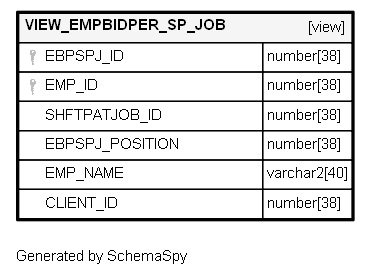 VIEW_EMPBIDPER_SP_JOB [view]
EBPSPJ_ID number[38]
EMP_ID number[38]
SHFTPATJOB_ID number[38]
EBPSPJ_POSITION number[38]
EMP_NAME varchar2[40]
CLIENT_ID number[38]
Generated by SchemaSpy